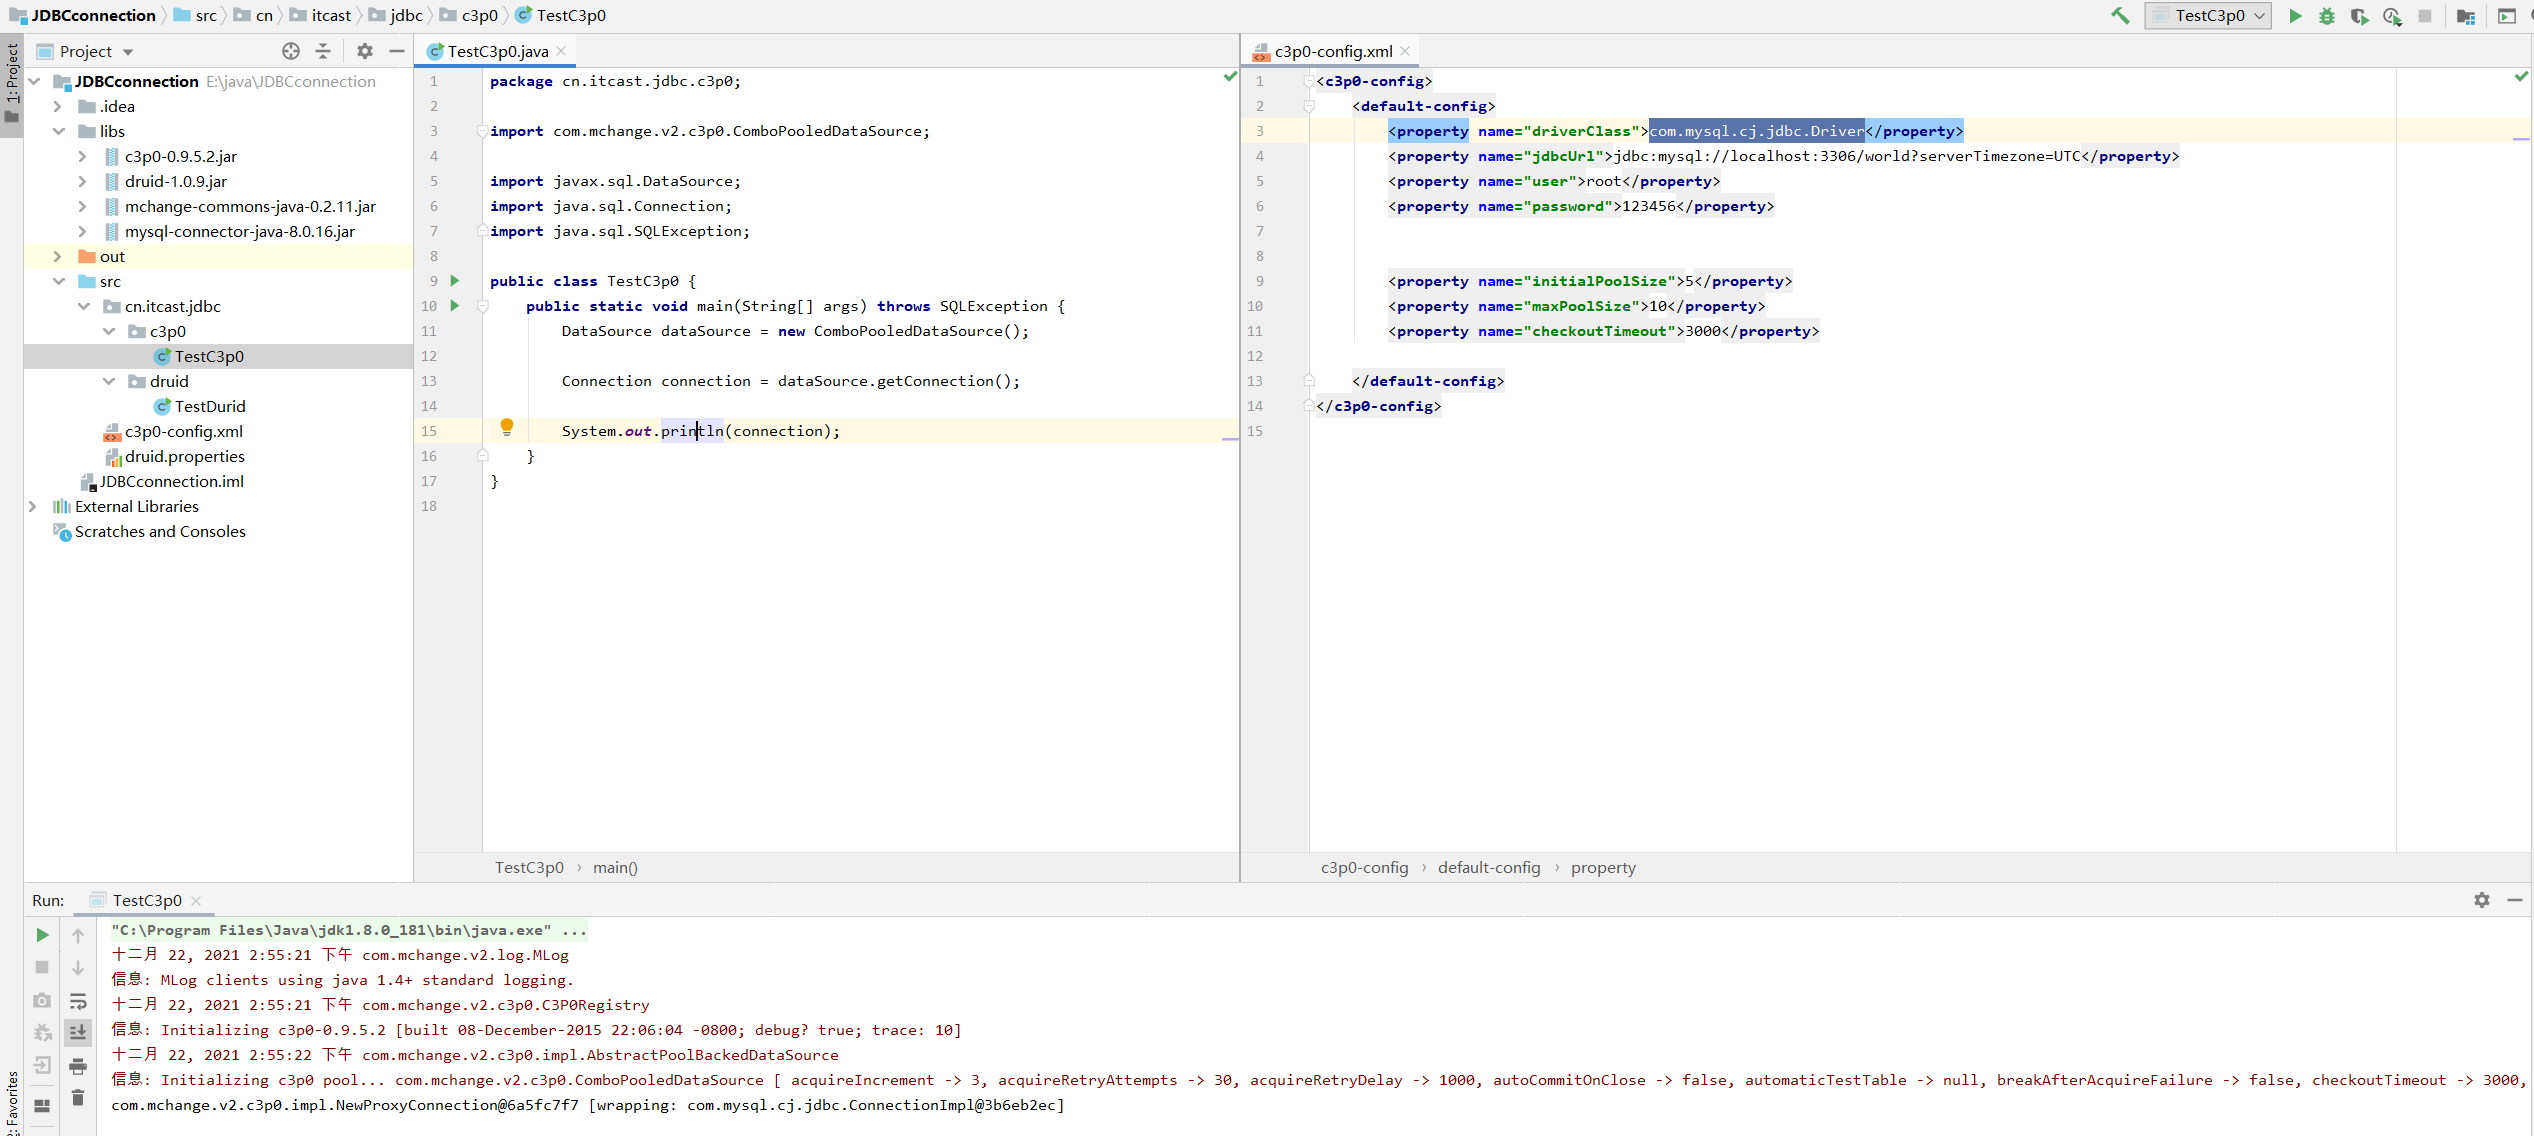 JDBCconnection src cn itcast jdbc c3p0 TestC3p0
TestC3p0
1: Project
Project
JDBCconnection E:\java\JDBCconnection
.idea
libs
c3p0-0.9.5.2.jar
druid-1.0.9.jar
mchange-commons-java-0.2.11.jar
mysql-connector-java-8.0.16.jar
out
src
cn.itcast.jdbc
c3p0
TestC3p0
druid
TestDurid
c3p0-config.xml
druid.properties
JDBCconnection.iml
External Libraries
Scratches and Consoles
TestC3p0.java
1 package cn.itcast.jdbc.c3p0;
2
3 import com.mchange.v2.c3p0.ComboPooledDataSource;
4
5 import javax.sql.DataSource;
6 import java.sql.Connection;
7 import java.sql.SQLException;
8
9 public class TestC3p0 {
10 public static void main(String[] args) throws SQLException {
11 DataSource dataSource = new ComboPooledDataSource();
12
13 Connection connection = dataSource.getConnection();
14
15 System.out.println(connection);
16 }
17 }
18
TestC3p0 › main()
c3p0-config.xml
1 <c3p0-config>
2 <default-config>
3 <property name="driverClass">com.mysql.cj.jdbc.Driver</property>
4 <property name="jdbcUrl">jdbc:mysql://localhost:3306/world?serverTimezone=UTC</property>
5 <property name="user">root</property>
6 <property name="password">123456</property>
7
8
9 <property name="initialPoolSize">5</property>
10 <property name="maxPoolSize">10</property>
11 <property name="checkoutTimeout">3000</property>
12
13 </default-config>
14 </c3p0-config>
15
c3p0-config › default-config › property
Run: TestC3p0
"C:\Program Files\Java\jdk1.8.0_181\bin\java.exe" ...
十二月 22, 2021 2:55:21 下午 com.mchange.v2.log.MLog
信息: MLog clients using java 1.4+ standard logging.
十二月 22, 2021 2:55:21 下午 com.mchange.v2.c3p0.C3P0Registry
信息: Initializing c3p0-0.9.5.2 [built 08-December-2015 22:06:04 -0800; debug? true; trace: 10]
十二月 22, 2021 2:55:22 下午 com.mchange.v2.c3p0.impl.AbstractPoolBackedDataSource
信息: Initializing c3p0 pool... com.mchange.v2.c3p0.ComboPooledDataSource [ acquireIncrement -> 3, acquireRetryAttempts -> 30, acquireRetryDelay -> 1000, autoCommitOnClose -> false, automaticTestTable -> null, breakAfterAcquireFailure -> false, checkoutTimeout -> 3000,
com.mchange.v2.c3p0.impl.NewProxyConnection@6a5fc7f7 [wrapping: com.mysql.cj.jdbc.ConnectionImpl@3b6eb2ec]
2: Favorites